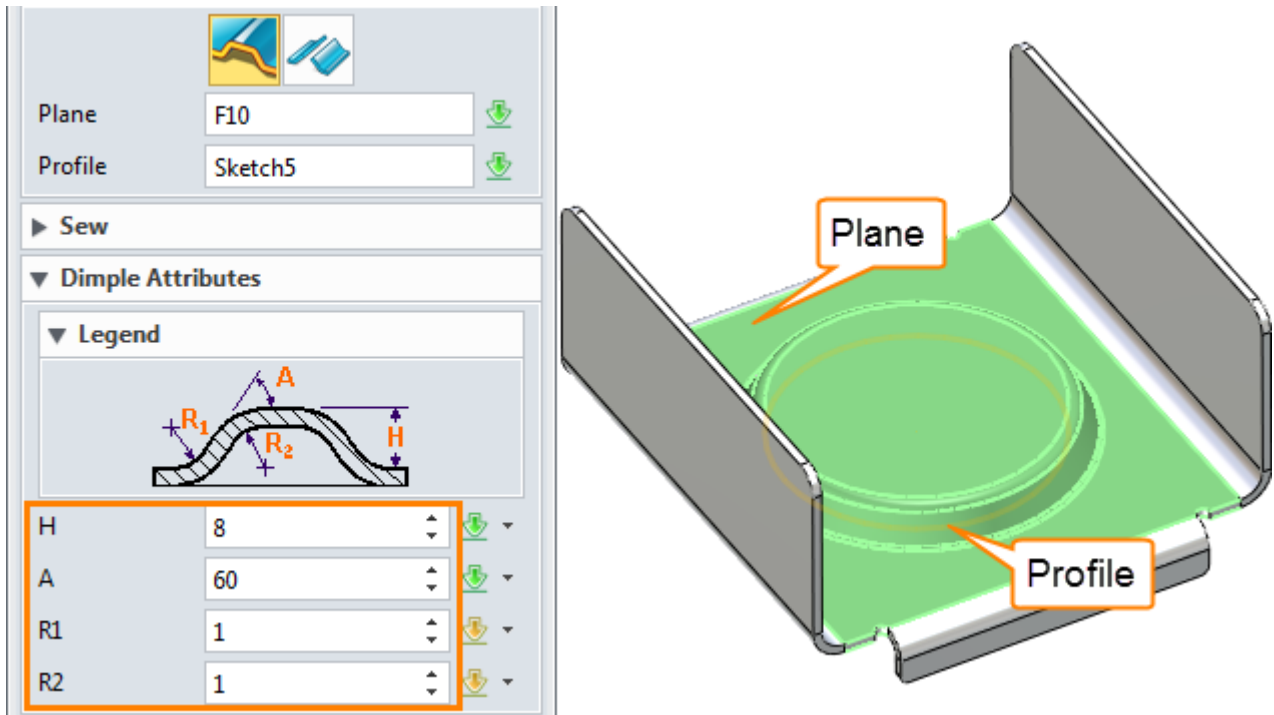 Plane F10
Profile Sketch5
Sew
Dimple Attributes
Legend
A
R1
R2
H
H 8
A 60
R1 1
R2 1
Plane
Profile